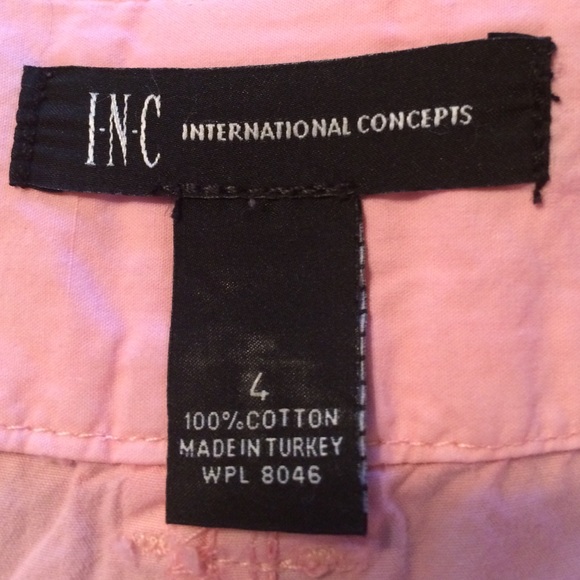 I-N-C INTERNATIONAL CONCEPTS
4
100% COTTON
MADE IN TURKEY
WPL 8046